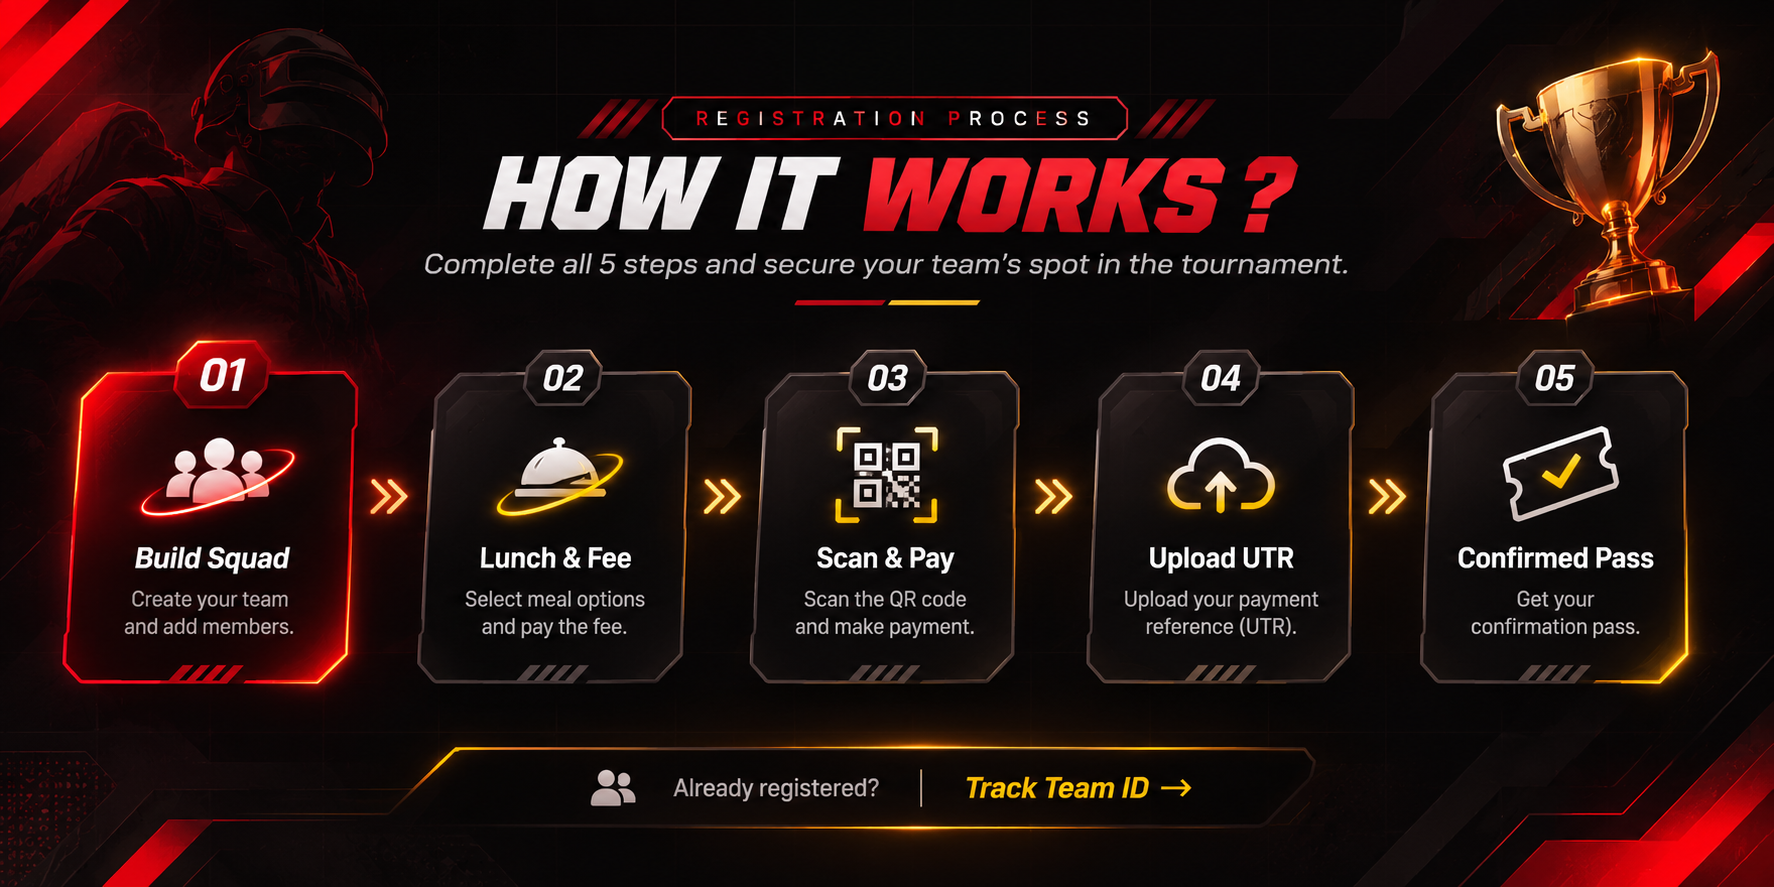 REGISTRATION PROCESS
HOW IT WORKS?
Complete all 5 steps and secure your team's spot in the tournament.
01
Build Squad
Create your team
and add members.
02
Lunch & Fee
Select meal options
and pay the fee.
03
Scan & Pay
Scan the QR code
and make payment.
04
Upload UTR
Upload your payment
reference (UTR).
05
Confirmed Pass
Get your
confirmation pass.
Already registered?
Track Team ID →